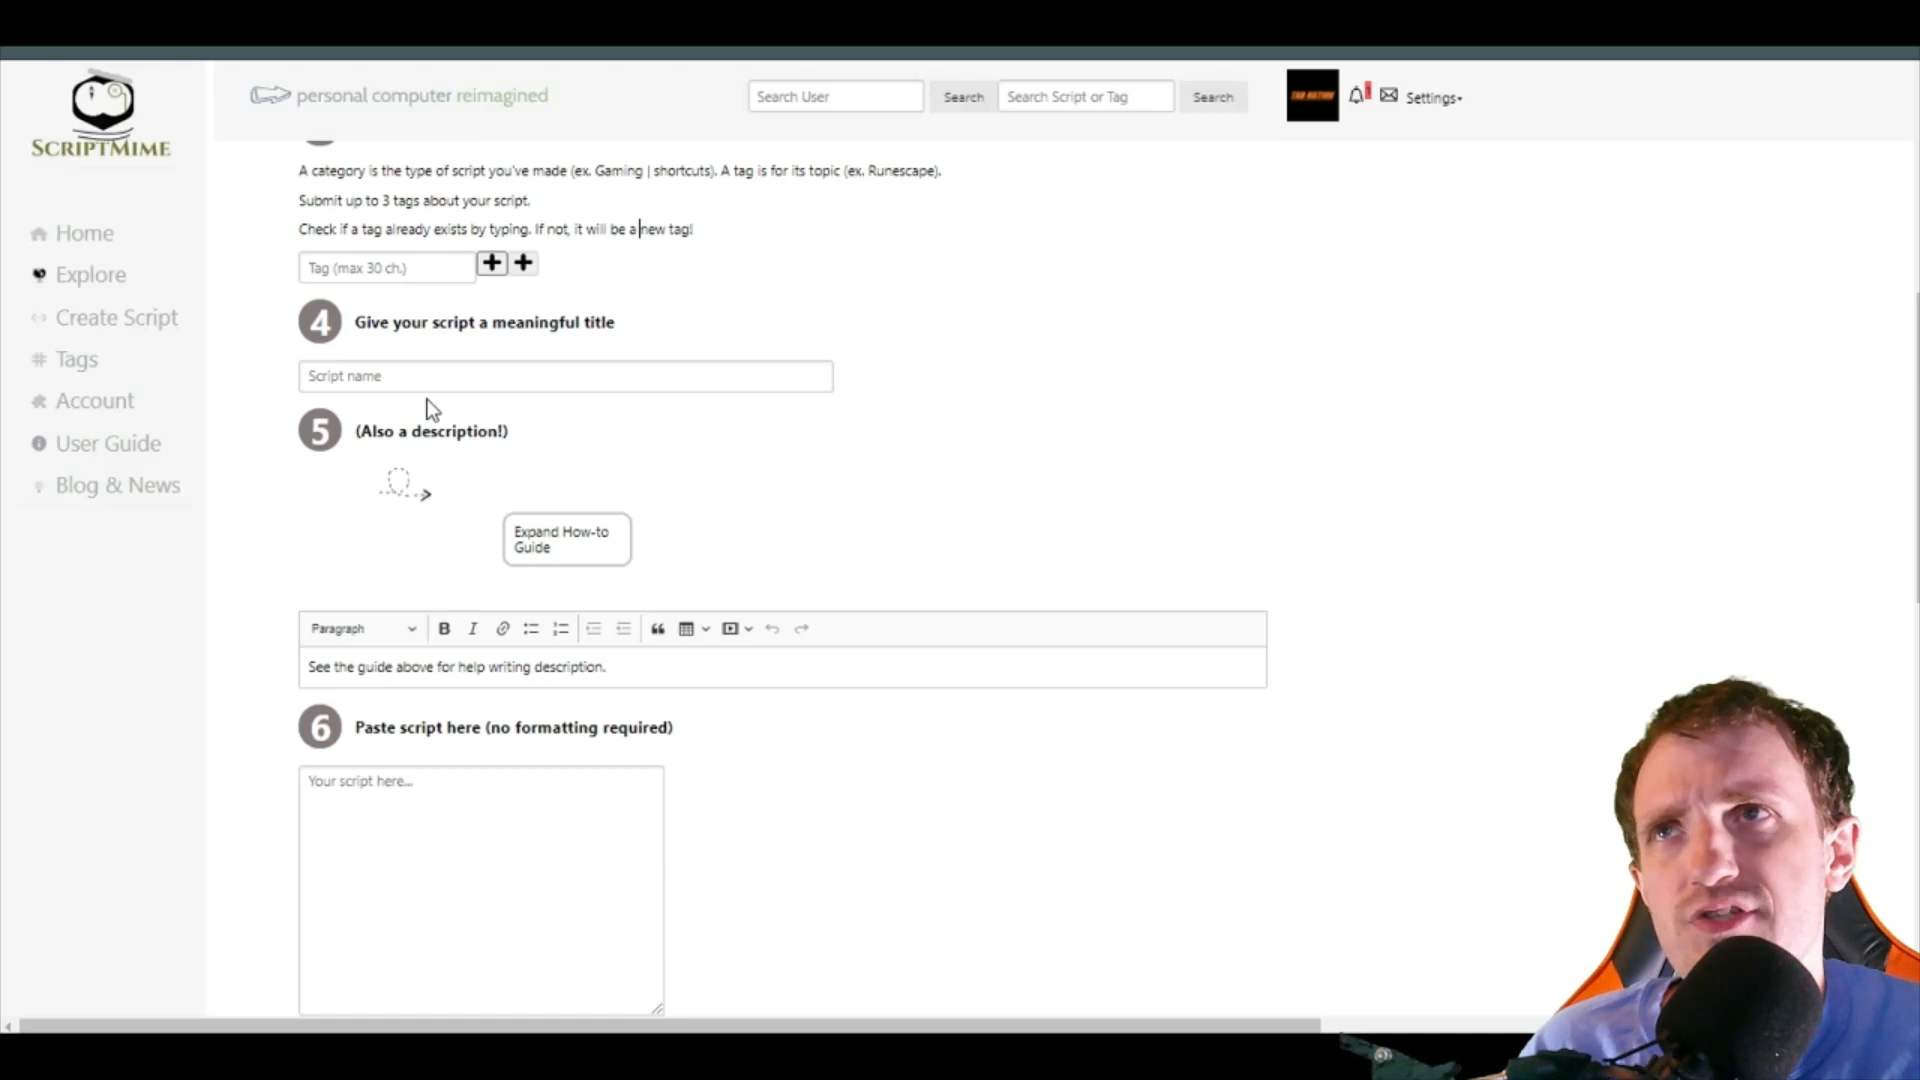 SCRIPTMIME
personal computer reimagined
Search User
Search
Search Script or Tag
Search
TAG NATION
Settings
Home
Explore
Create Script
Tags
Account
User Guide
Blog & News
A category is the type of script you've made (ex. Gaming | shortcuts). A tag is for its topic (ex. Runescape).
Submit up to 3 tags about your script.
Check if a tag already exists by typing. If not, it will be a new tag!
Tag (max 30 ch.)
4 Give your script a meaningful title
Script name
5 (Also a description!)
Expand How-to
Guide
Paragraph
B I
See the guide above for help writing description.
6 Paste script here (no formatting required)
Your script here...